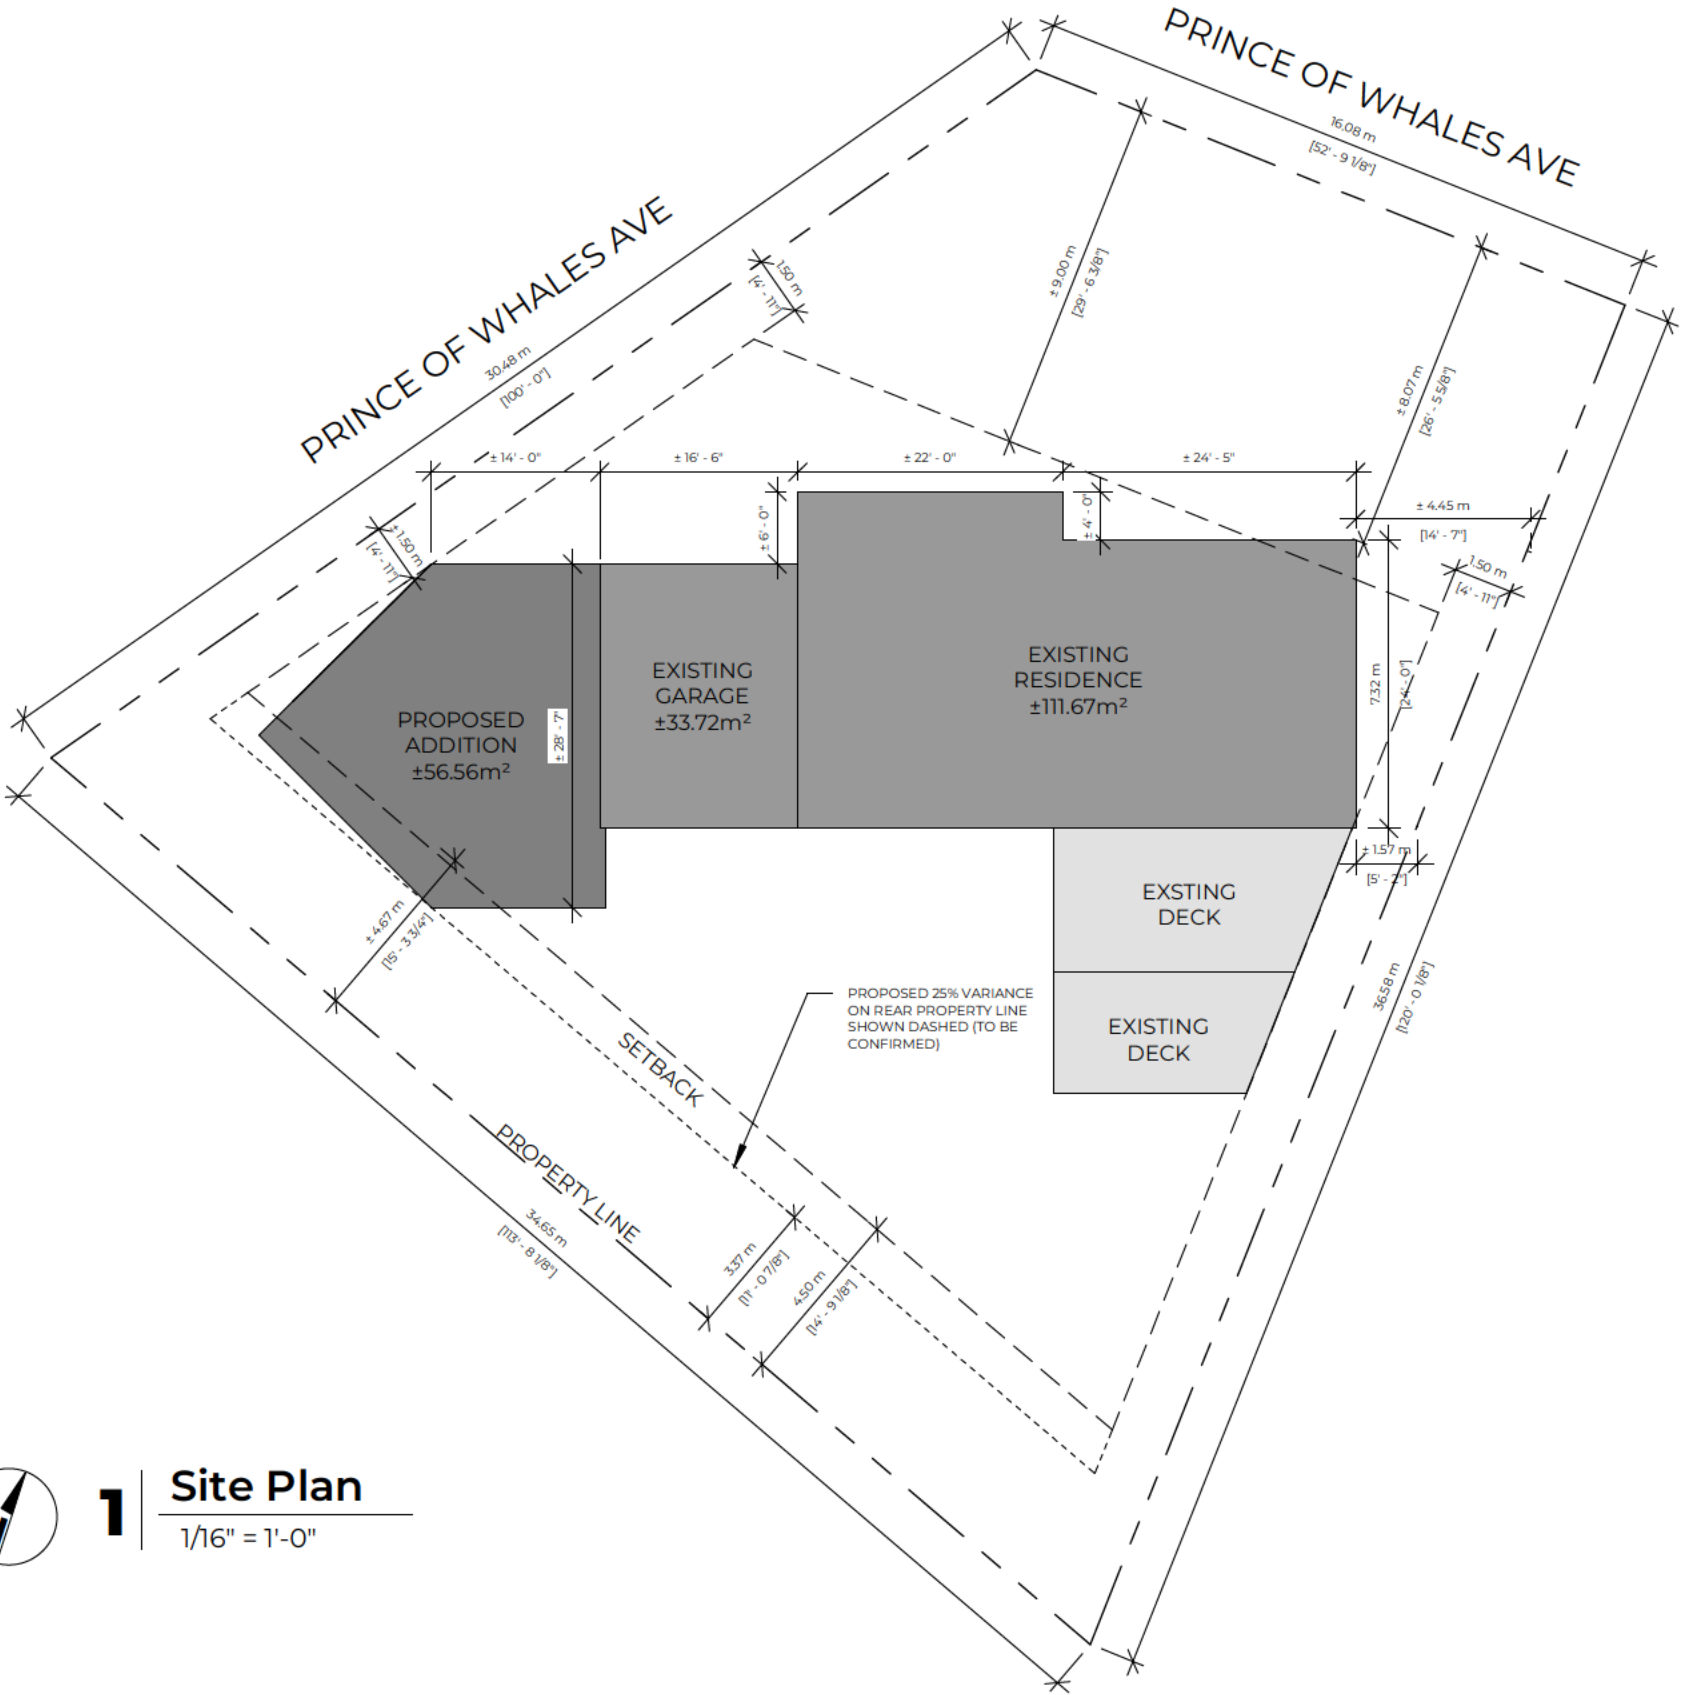 PRINCE OF WHALES AVE
16.08 m
[52' - 9 1/8"]
PRINCE OF WHALES AVE
30.48 m
[100' - 0"]
1.50 m
[4' - 11"]
± 9.00 m
[29' - 6 3/8"]
± 8.07 m
[26' - 5 5/8"]
± 14' - 0"
± 16' - 6"
± 22' - 0"
± 24' - 5"
± 6' - 0"
± 4' - 0"
± 4.45 m
[14' - 7"]
± 1.50 m
[4' - 11"]
1.50 m
[4' - 11"]
EXISTING
GARAGE
±33.72m²
EXISTING
RESIDENCE
±111.67m²
7.32 m
[24' - 0"]
PROPOSED
ADDITION
±56.56m²
± 28' - 7"
± 1.57 m
[5' - 2"]
EXSTING
DECK
± 4.67 m
[15' - 3 3/4"]
PROPOSED 25% VARIANCE
ON REAR PROPERTY LINE
SHOWN DASHED (TO BE
CONFIRMED)
EXISTING
DECK
36.58 m
[120' - 0 1/8"]
SETBACK
PROPERTY LINE
34.65 m
[113' - 8 1/8"]
3.37 m
[11' - 0 7/8"]
4.50 m
[14' - 9 1/8"]
1
Site Plan
1/16" = 1'-0"